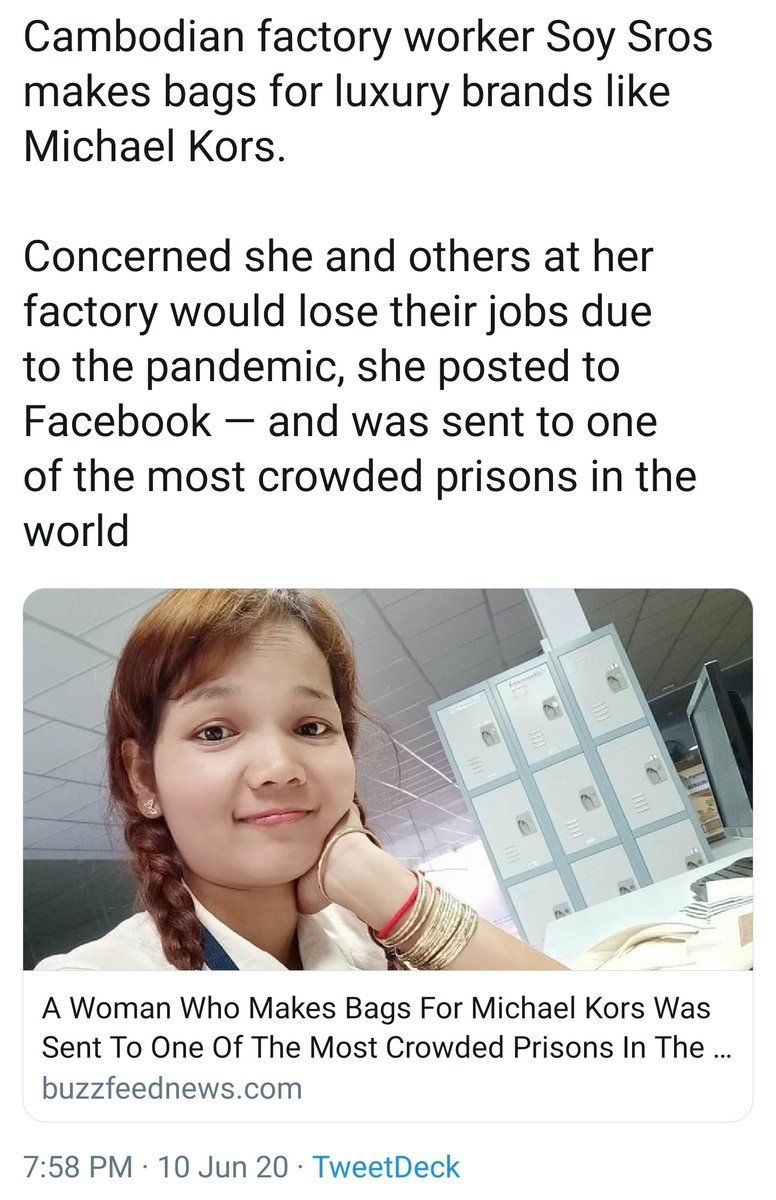 Cambodian factory worker Soy Sros
makes bags for luxury brands like
Michael Kors.
Concerned she and others at her
factory would lose their jobs due
to the pandemic, she posted to
Facebook — and was sent to one
of the most crowded prisons in the
world
A Woman Who Makes Bags For Michael Kors Was
Sent To One Of The Most Crowded Prisons In The ...
buzzfeednews.com
7:58 PM · 10 Jun 20 · TweetDeck